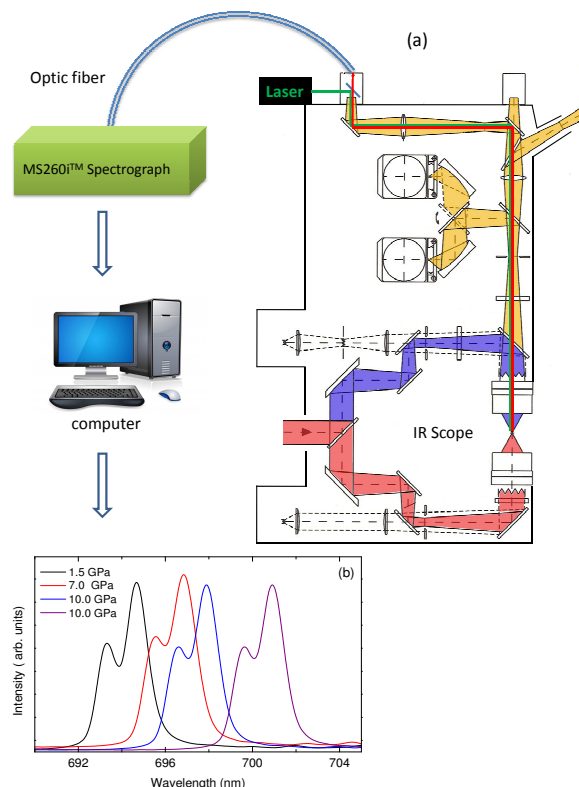 (a)
Optic fiber
Laser
MS260i™ Spectrograph
computer
IR Scope
(b)
1.5 GPa
7.0 GPa
10.0 GPa
10.0 GPa
Intensity ( arb. units)
692 696 700 704
Wavelength (nm)